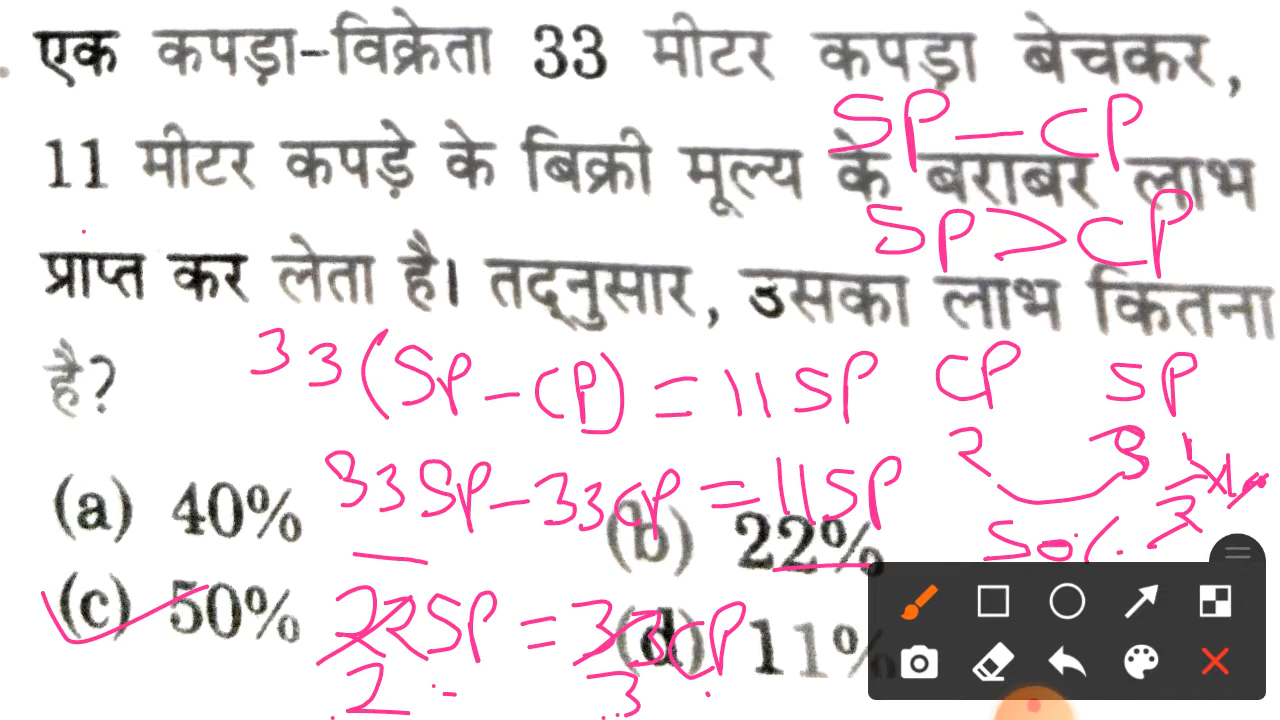 एक कपड़ा-विक्रेता 33 मीटर कपड़ा बेचकर,
SP - CP
11 मीटर कपड़े के बिक्री मूल्य के बराबर लाभ
SP > CP
प्राप्त कर लेता है। तद्नुसार, उसका लाभ कितना
है?
33(SP - CP) = 11SP
CP SP
2 3
33SP - 33CP = 11SP
(a) 40% (b) 22%
50%
(c) 50% (d) 11%
22SP = 33CP
2 3